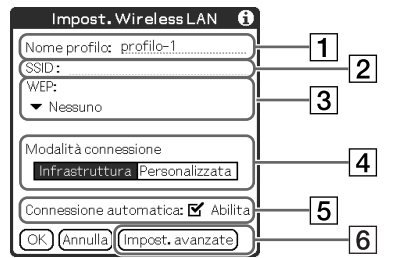 Impost. Wireless LAN
Nome profilo: profilo-1
1
SSID:
2
WEP:
3
Nessuno
Modalità connessione
4
Infrastruttura Personalizzata
Connessione automatica: Abilita
5
OK Annulla Impost. avanzate
6